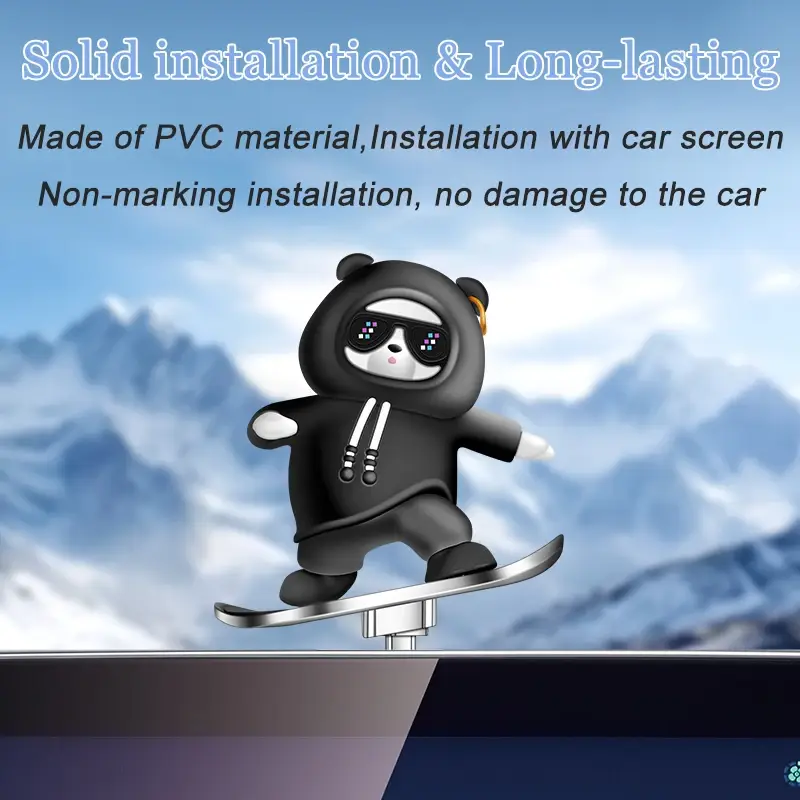 Solid installation & Long-lasting
Made of PVC material,Installation with car screen
Non-marking installation, no damage to the car